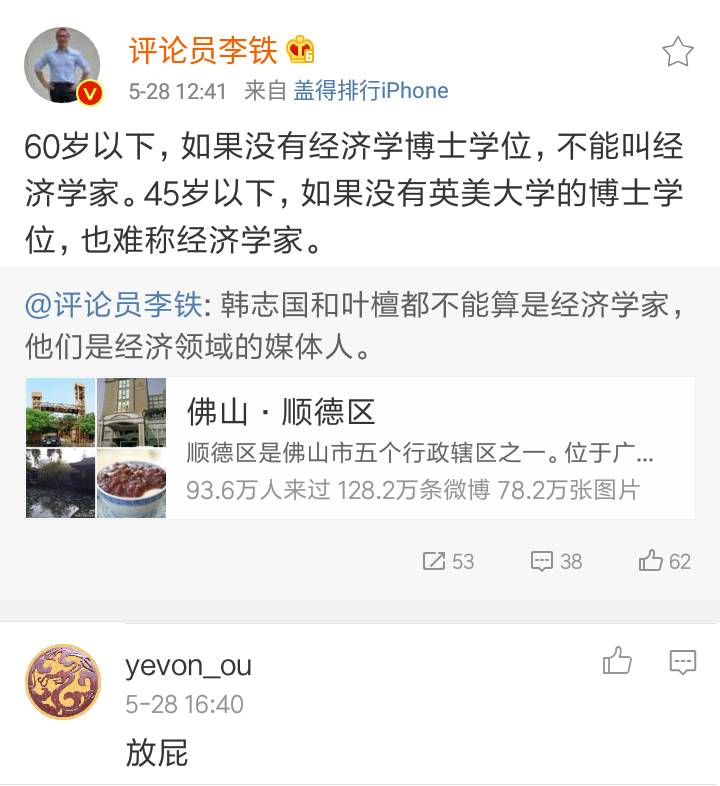 评论员李铁
5-28 12:41 来自 盖得排行iPhone
60岁以下，如果没有经济学博士学位，不能叫经
济学家。45岁以下，如果没有英美大学的博士学
位，也难称经济学家。
@评论员李铁: 韩志国和叶檀都不能算是经济学家，
他们是经济领域的媒体人。
佛山·顺德区
顺德区是佛山市五个行政辖区之一。位于广...
93.6万人来过 128.2万条微博 78.2万张图片
53 38 62
yevon_ou
5-28 16:40
放屁